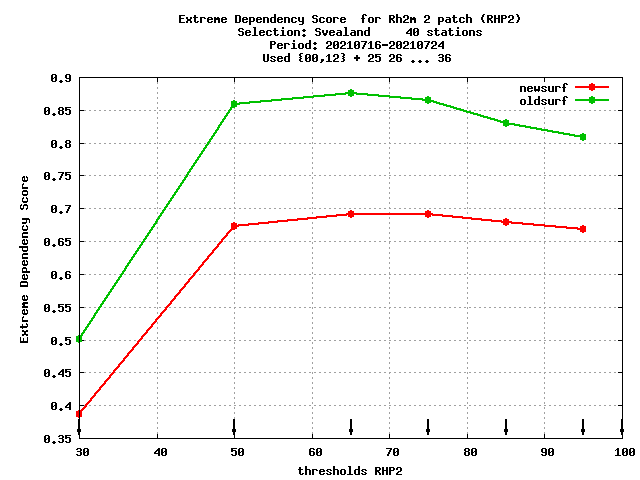 Extreme Dependency Score  for Rh2m 2 patch (RHP2)
Selection: Svealand     40 stations
Period: 20210716-20210724
Used {00,12} + 25 26 ... 36
newsurf
oldsurf
Extreme Dependency Score
0.9
0.85
0.8
0.75
0.7
0.65
0.6
0.55
0.5
0.45
0.4
0.35
30 40 50 60 70 80 90 100
thresholds RHP2